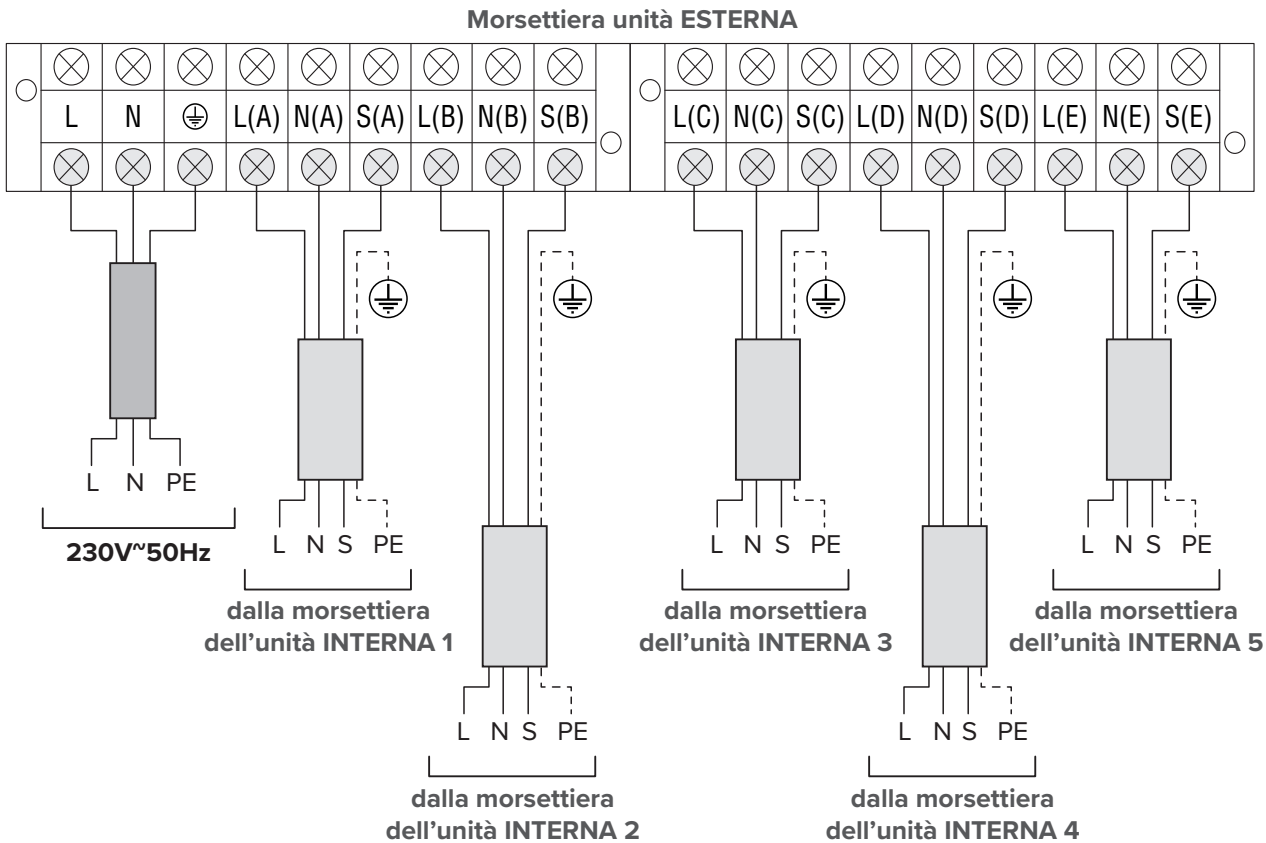 Morsettiera unità ESTERNA
L N L(A) N(A) S(A) L(B) N(B) S(B) L(C) N(C) S(C) L(D) N(D) S(D) L(E) N(E) S(E)
L N PE
230V~50Hz
L N S PE
dalla morsettiera
dell'unità INTERNA 1
L N S PE
dalla morsettiera
dell'unità INTERNA 2
L N S PE
dalla morsettiera
dell'unità INTERNA 3
L N S PE
dalla morsettiera
dell'unità INTERNA 4
L N S PE
dalla morsettiera
dell'unità INTERNA 5